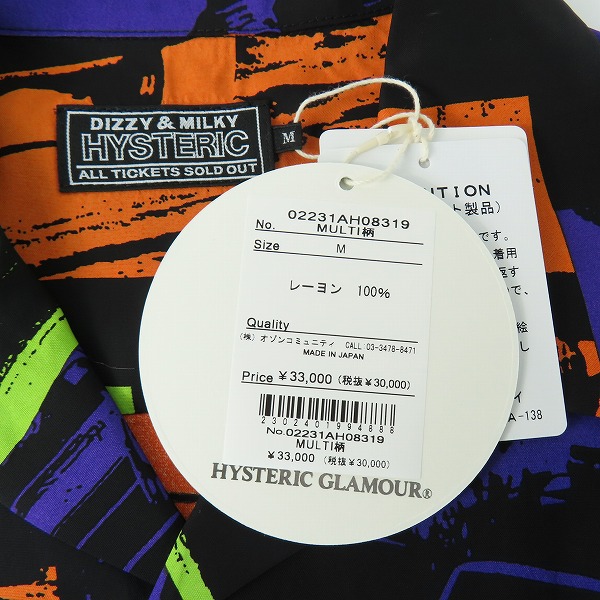 DIZZY & MILKY
HYSTERIC
ALL TICKETS SOLD OUT
M
No. 02231AH08319
MULTI柄
Size M
レーヨン 100%
Quality
(株) オゾンコミュニティ CALL:03-3478-8471
MADE IN JAPAN
Price ¥33,000 (税抜¥30,000)
2302401994888
No.02231AH08319
MULTI柄
¥33,000 (税抜¥30,000)
HYSTERIC GLAMOUR®
NTION
ト製品)
です。
着用
返す
で、
絵
し
イ
A-138